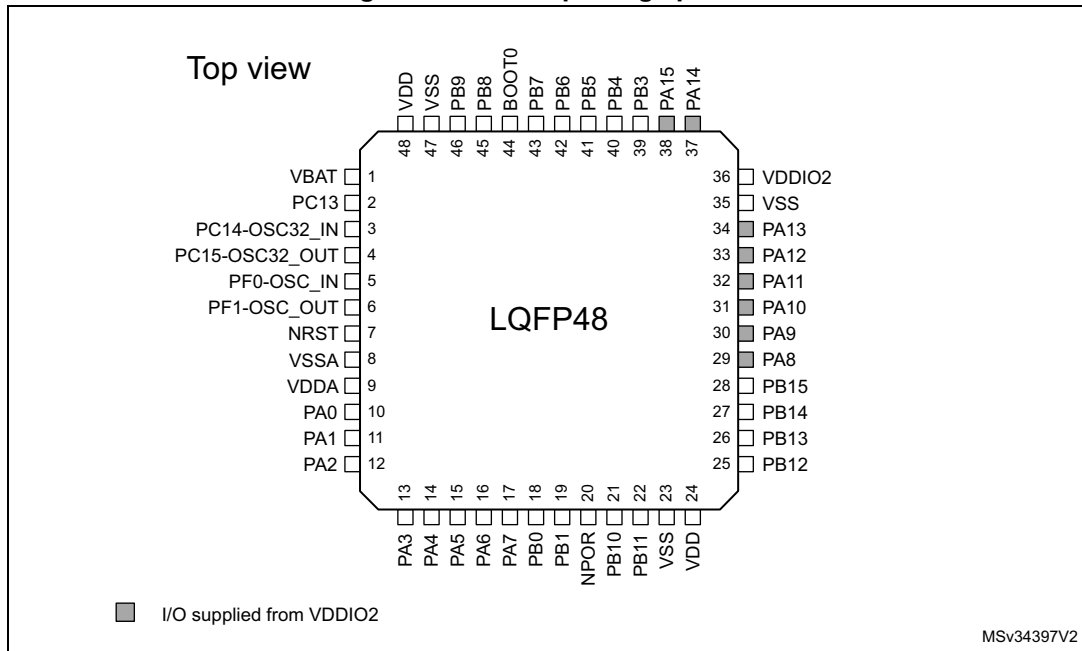 Top view
48 VDD
47 VSS
46 PB9
45 PB8
44 BOOT0
43 PB7
42 PB6
41 PB5
40 PB4
39 PB3
38 PA15
37 PA14
VBAT 1
PC13 2
PC14-OSC32_IN 3
PC15-OSC32_OUT 4
PF0-OSC_IN 5
PF1-OSC_OUT 6
NRST 7
VSSA 8
VDDA 9
PA0 10
PA1 11
PA2 12
LQFP48
36 VDDIO2
35 VSS
34 PA13
33 PA12
32 PA11
31 PA10
30 PA9
29 PA8
28 PB15
27 PB14
26 PB13
25 PB12
PA3 13
PA4 14
PA5 15
PA6 16
PA7 17
PB0 18
PB1 19
NPOR 20
PB10 21
PB11 22
VSS 23
VDD 24
I/O supplied from VDDIO2
MSv34397V2